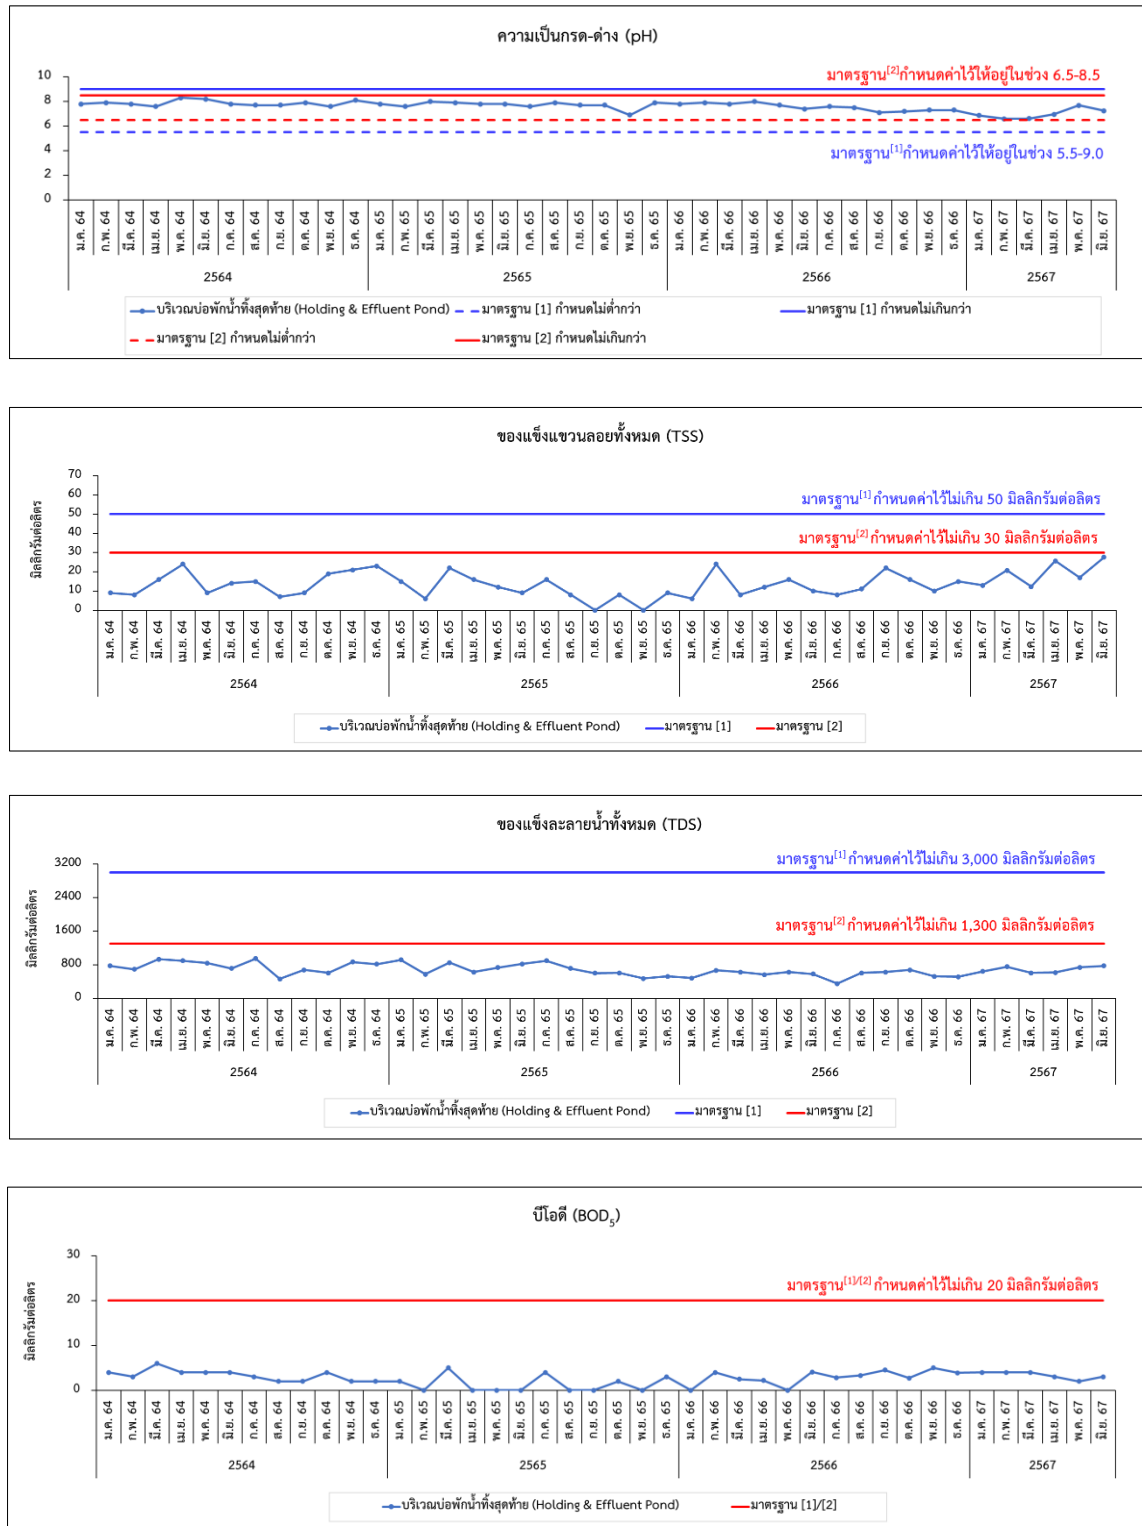 ความเป็นกรด-ด่าง (pH)
มาตรฐาน[2]กำหนดค่าไว้ให้อยู่ในช่วง 6.5-8.5
10
8
6
4
2
0
มาตรฐาน[1]กำหนดค่าไว้ให้อยู่ในช่วง 5.5-9.0
ม.ค. 64 ก.พ. 64 มี.ค. 64 เม.ย. 64 พ.ค. 64 มิ.ย. 64 ก.ค. 64 ส.ค. 64 ก.ย. 64 ต.ค. 64 พ.ย. 64 ธ.ค. 64 ม.ค. 65 ก.พ. 65 มี.ค. 65 เม.ย. 65 พ.ค. 65 มิ.ย. 65 ก.ค. 65 ส.ค. 65 ก.ย. 65 ต.ค. 65 พ.ย. 65 ธ.ค. 65 ม.ค. 66 ก.พ. 66 มี.ค. 66 เม.ย. 66 พ.ค. 66 มิ.ย. 66 ก.ค. 66 ส.ค. 66 ก.ย. 66 ต.ค. 66 พ.ย. 66 ธ.ค. 66 ม.ค. 67 ก.พ. 67 มี.ค. 67 เม.ย. 67 พ.ค. 67 มิ.ย. 67
2564 2565 2566 2567
บริเวณบ่อพักน้ำทิ้งสุดท้าย (Holding & Effluent Pond) มาตรฐาน [1] กำหนดไม่ต่ำกว่า มาตรฐาน [1] กำหนดไม่เกินกว่า
มาตรฐาน [2] กำหนดไม่ต่ำกว่า มาตรฐาน [2] กำหนดไม่เกินกว่า
ของแข็งแขวนลอยทั้งหมด (TSS)
มิลลิกรัมต่อลิตร
70
60
50
40
30
20
10
0
มาตรฐาน[1] กำหนดค่าไว้ไม่เกิน 50 มิลลิกรัมต่อลิตร
มาตรฐาน[2] กำหนดค่าไว้ไม่เกิน 30 มิลลิกรัมต่อลิตร
ม.ค. 64 ก.พ. 64 มี.ค. 64 เม.ย. 64 พ.ค. 64 มิ.ย. 64 ก.ค. 64 ส.ค. 64 ก.ย. 64 ต.ค. 64 พ.ย. 64 ธ.ค. 64 ม.ค. 65 ก.พ. 65 มี.ค. 65 เม.ย. 65 พ.ค. 65 มิ.ย. 65 ก.ค. 65 ส.ค. 65 ก.ย. 65 ต.ค. 65 พ.ย. 65 ธ.ค. 65 ม.ค. 66 ก.พ. 66 มี.ค. 66 เม.ย. 66 พ.ค. 66 มิ.ย. 66 ก.ค. 66 ส.ค. 66 ก.ย. 66 ต.ค. 66 พ.ย. 66 ธ.ค. 66 ม.ค. 67 ก.พ. 67 มี.ค. 67 เม.ย. 67 พ.ค. 67 มิ.ย. 67
2564 2565 2566 2567
บริเวณบ่อพักน้ำทิ้งสุดท้าย (Holding & Effluent Pond) มาตรฐาน [1] มาตรฐาน [2]
ของแข็งละลายน้ำทั้งหมด (TDS)
มิลลิกรัมต่อลิตร
3200
2400
1600
800
0
มาตรฐาน[1] กำหนดค่าไว้ไม่เกิน 3,000 มิลลิกรัมต่อลิตร
มาตรฐาน[2] กำหนดค่าไว้ไม่เกิน 1,300 มิลลิกรัมต่อลิตร
ม.ค. 64 ก.พ. 64 มี.ค. 64 เม.ย. 64 พ.ค. 64 มิ.ย. 64 ก.ค. 64 ส.ค. 64 ก.ย. 64 ต.ค. 64 พ.ย. 64 ธ.ค. 64 ม.ค. 65 ก.พ. 65 มี.ค. 65 เม.ย. 65 พ.ค. 65 มิ.ย. 65 ก.ค. 65 ส.ค. 65 ก.ย. 65 ต.ค. 65 พ.ย. 65 ธ.ค. 65 ม.ค. 66 ก.พ. 66 มี.ค. 66 เม.ย. 66 พ.ค. 66 มิ.ย. 66 ก.ค. 66 ส.ค. 66 ก.ย. 66 ต.ค. 66 พ.ย. 66 ธ.ค. 66 ม.ค. 67 ก.พ. 67 มี.ค. 67 เม.ย. 67 พ.ค. 67 มิ.ย. 67
2564 2565 2566 2567
บริเวณบ่อพักน้ำทิ้งสุดท้าย (Holding & Effluent Pond) มาตรฐาน [1] มาตรฐาน [2]
บีโอดี (BOD5)
มิลลิกรัมต่อลิตร
30
20
10
0
มาตรฐาน[1]/[2] กำหนดค่าไว้ไม่เกิน 20 มิลลิกรัมต่อลิตร
ม.ค. 64 ก.พ. 64 มี.ค. 64 เม.ย. 64 พ.ค. 64 มิ.ย. 64 ก.ค. 64 ส.ค. 64 ก.ย. 64 ต.ค. 64 พ.ย. 64 ธ.ค. 64 ม.ค. 65 ก.พ. 65 มี.ค. 65 เม.ย. 65 พ.ค. 65 มิ.ย. 65 ก.ค. 65 ส.ค. 65 ก.ย. 65 ต.ค. 65 พ.ย. 65 ธ.ค. 65 ม.ค. 66 ก.พ. 66 มี.ค. 66 เม.ย. 66 พ.ค. 66 มิ.ย. 66 ก.ค. 66 ส.ค. 66 ก.ย. 66 ต.ค. 66 พ.ย. 66 ธ.ค. 66 ม.ค. 67 ก.พ. 67 มี.ค. 67 เม.ย. 67 พ.ค. 67 มิ.ย. 67
2564 2565 2566 2567
บริเวณบ่อพักน้ำทิ้งสุดท้าย (Holding & Effluent Pond) มาตรฐาน [1]/[2]